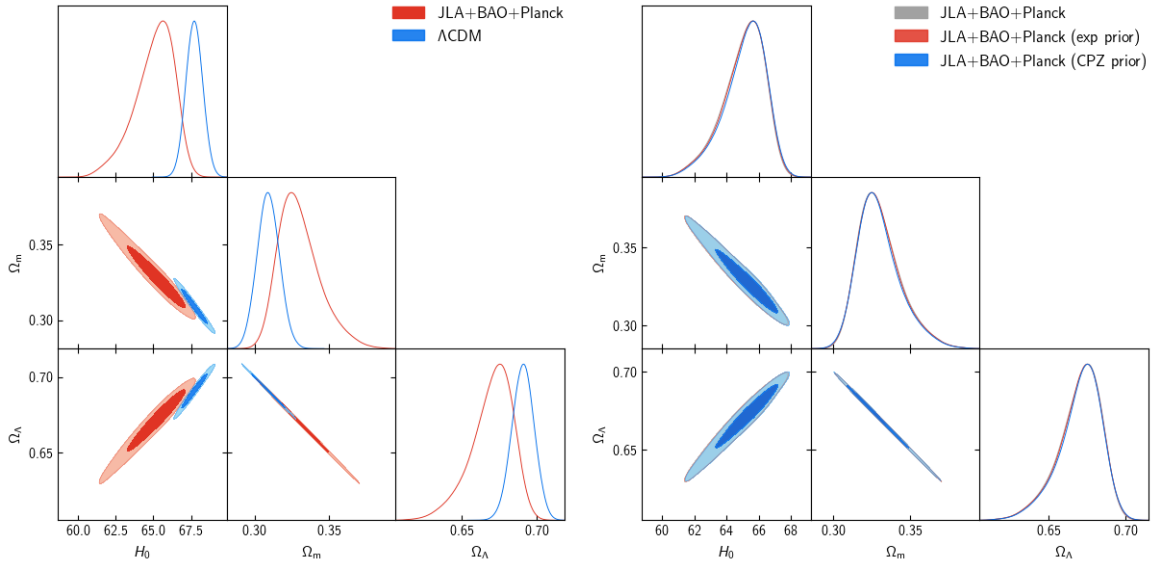 JLA+BAO+Planck
ΛCDM
Ωm
0.35
0.30
ΩΛ
0.70
0.65
60.0 62.5 65.0 67.5
H0
0.30 0.35
Ωm
0.65 0.70
ΩΛ
JLA+BAO+Planck
JLA+BAO+Planck (exp prior)
JLA+BAO+Planck (CPZ prior)
Ωm
0.35
0.30
ΩΛ
0.70
0.65
60 62 64 66 68
H0
0.30 0.35
Ωm
0.65 0.70
ΩΛ